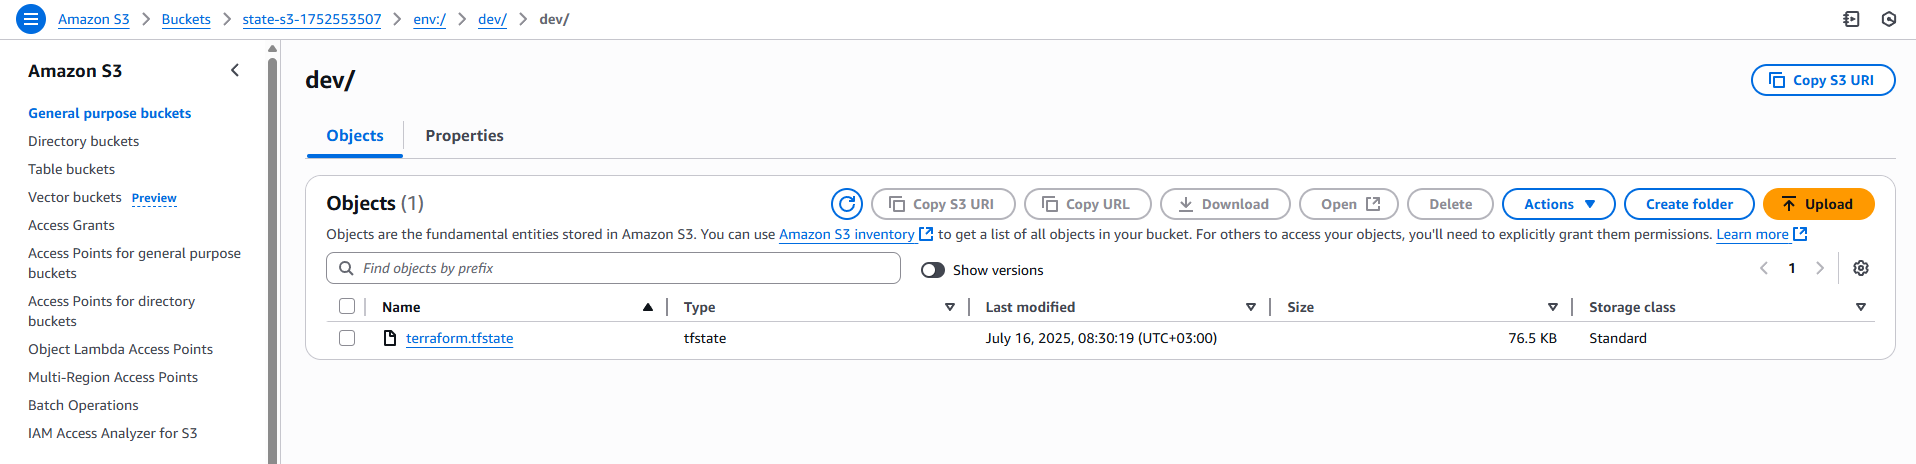 Amazon S3 > Buckets > state-s3-1752553507 > env:/ > dev/ > dev/
Amazon S3
General purpose buckets
Directory buckets
Table buckets
Vector buckets Preview
Access Grants
Access Points for general purpose
buckets
Access Points for directory
buckets
Object Lambda Access Points
Multi-Region Access Points
Batch Operations
IAM Access Analyzer for S3
dev/
Copy S3 URI
Objects
Properties
Objects (1)
Copy S3 URI
Copy URL
Download
Open
Delete
Actions
Create folder
Upload
Objects are the fundamental entities stored in Amazon S3. You can use Amazon S3 inventory to get a list of all objects in your bucket. For others to access your objects, you'll need to explicitly grant them permissions. Learn more
Find objects by prefix
Show versions
1
Name Type Last modified Size Storage class
terraform.tfstate tfstate July 16, 2025, 08:30:19 (UTC+03:00) 76.5 KB Standard